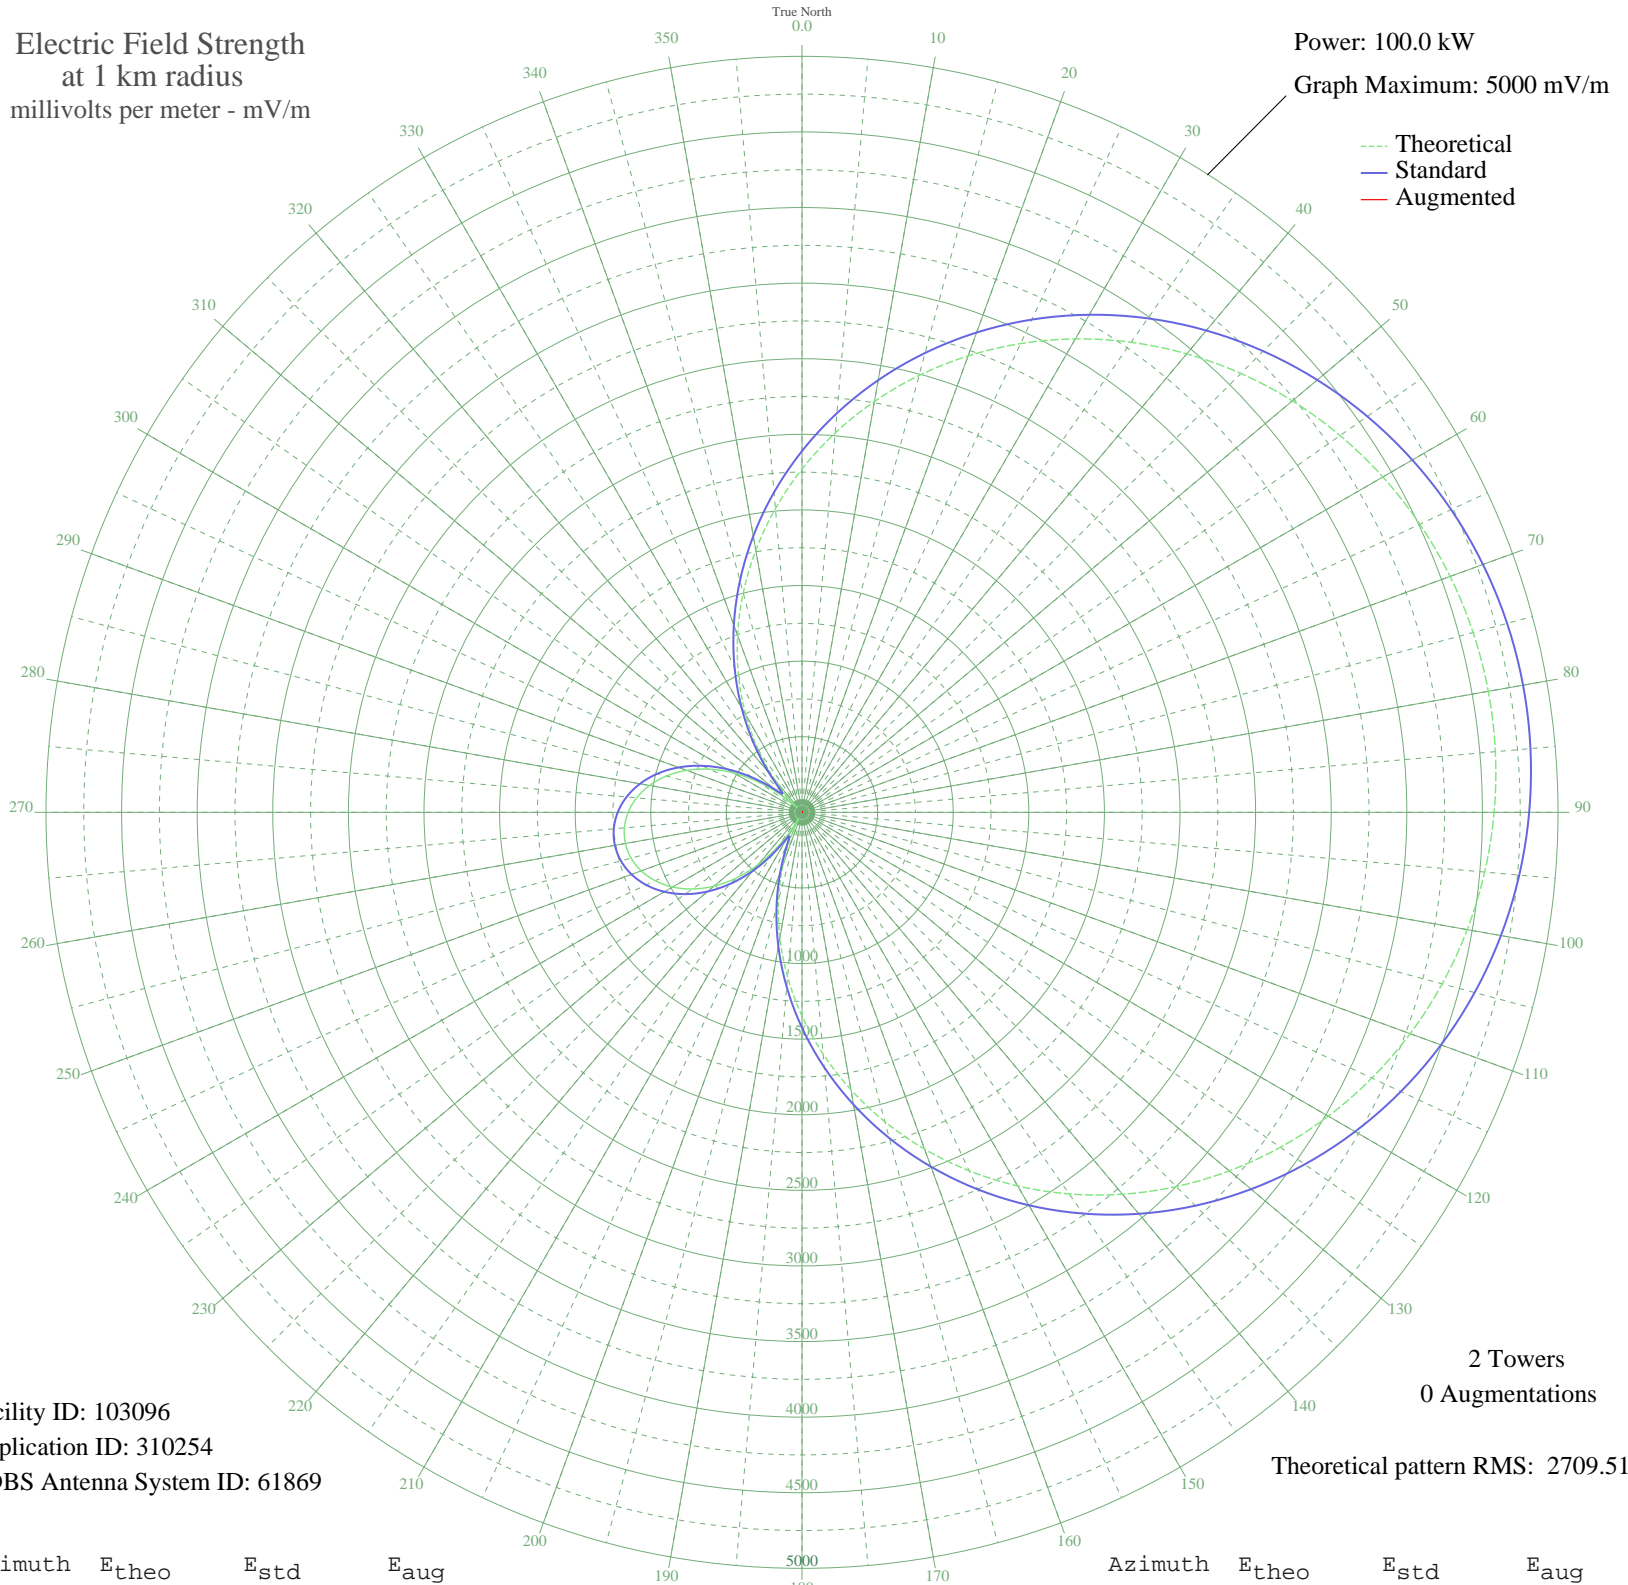 True North
0.0
Electric Field Strength
at 1 km radius
millivolts per meter - mV/m
Power: 100.0 kW
Graph Maximum: 5000 mV/m
Theoretical
Standard
Augmented
10
20
30
40
50
60
70
80
90
100
110
120
130
140
150
160
170
190
200
210
220
230
240
250
260
270
280
290
300
310
320
330
340
350
1000
1500
2000
2500
3000
3500
4000
4500
5000
2 Towers
0 Augmentations
Theoretical pattern RMS: 2709.51
cility ID: 103096
plication ID: 310254
DBS Antenna System ID: 61869
imuth Etheo Estd Eaug
Azimuth Etheo Estd Eaug